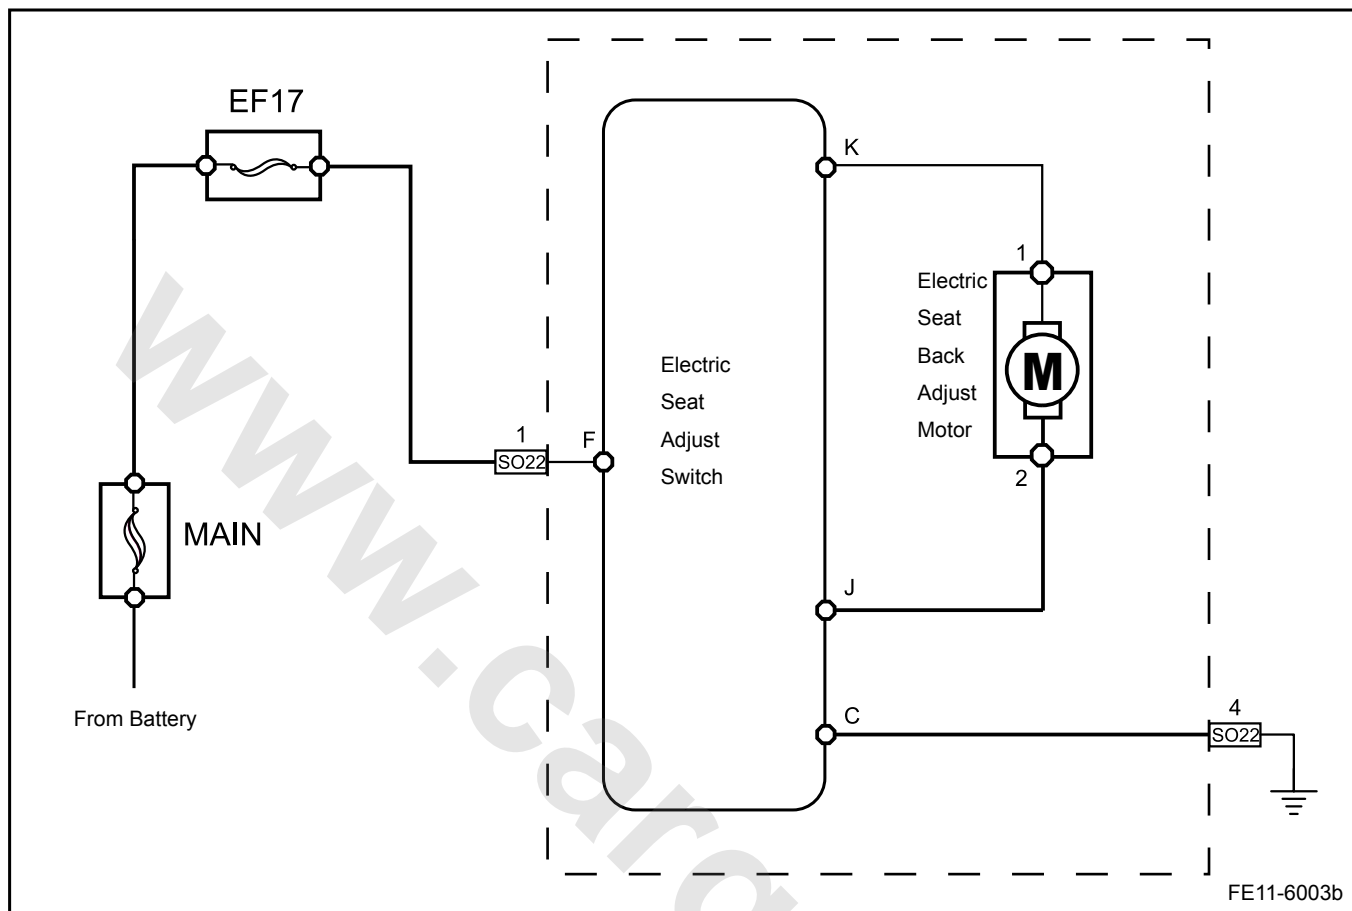 EF17
K
1
Electric
Seat
Back
Adjust
Motor
M
Electric
Seat
Adjust
Switch
1
SO22
F
2
MAIN
J
From Battery
C
4
SO22
FE11-6003b
www.carc